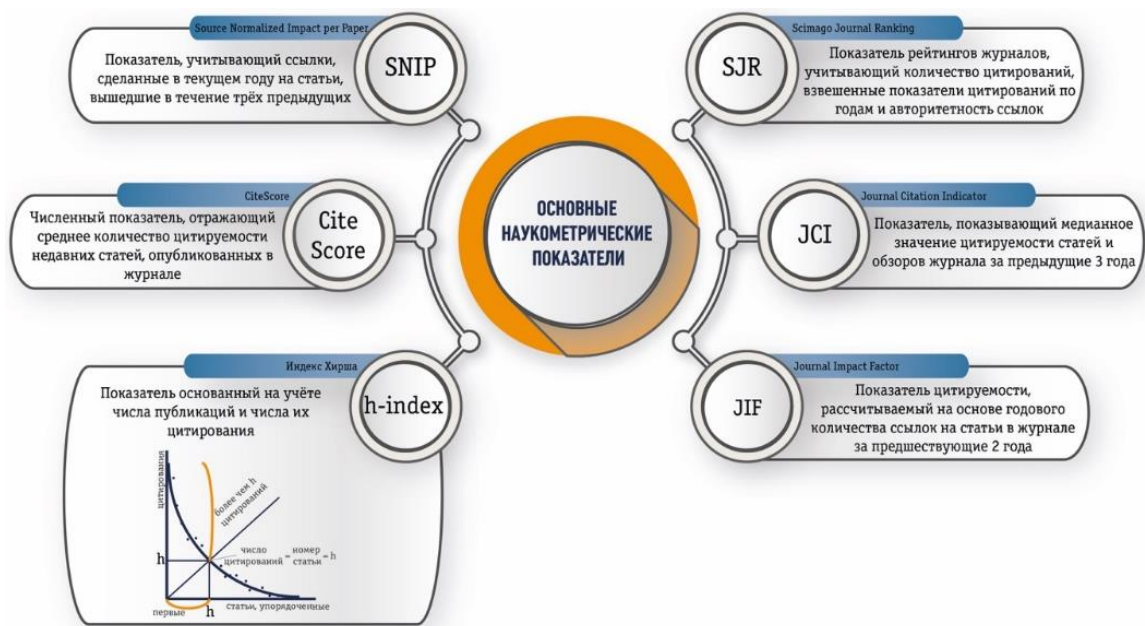 Source Normalized Impact per Paper
SNIP
Показатель, учитывающий ссылки,
сделанные в текущем году на статьи,
вышедшие в течение трёх предыдущих
CiteScore
Cite
Score
Численный показатель, отражающий
среднее количество цитируемости
недавних статей, опубликованных в
журнале
Индекс Хирша
h-index
Показатель основанный на учёте
числа публикаций и числа их
цитирования
цитирования
более чем h
цитирований
h
число
цитирований = номер
статьи = h
первые
h
статьи, упорядоченные
ОСНОВНЫЕ
НАУКОМЕТРИЧЕСКИЕ
ПОКАЗАТЕЛИ
Scimago Journal Ranking
SJR
Показатель рейтингов журналов,
учитывающий количество цитирований,
взвешенные показатели цитирований по
годам и авторитетность ссылок
Journal Citation Indicator
JCI
Показатель, показывающий медианное
значение цитируемости статей и
обзоров журнала за предыдущие 3 года
Journal Impact Factor
JIF
Показатель цитируемости,
рассчитываемый на основе годового
количества ссылок на статьи в журнале
за предшествующие 2 года